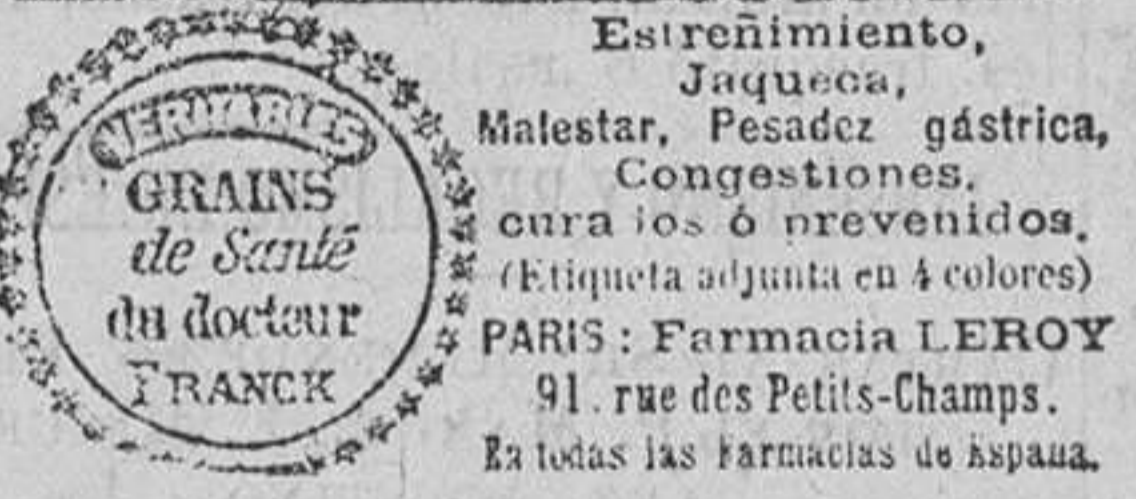 VERITABLES
GRAINS
de Santé
du docteur
FRANCK
Estreñimiento,
Jaqueca,
Malestar, Pesadez gástrica,
Congestiones.
curados ó prevenidos.
(Etiqueta adjunta en 4 colores)
PARIS: Farmacia LEROY
91. rue des Petits-Champs.
En todas las Farmacias de España.